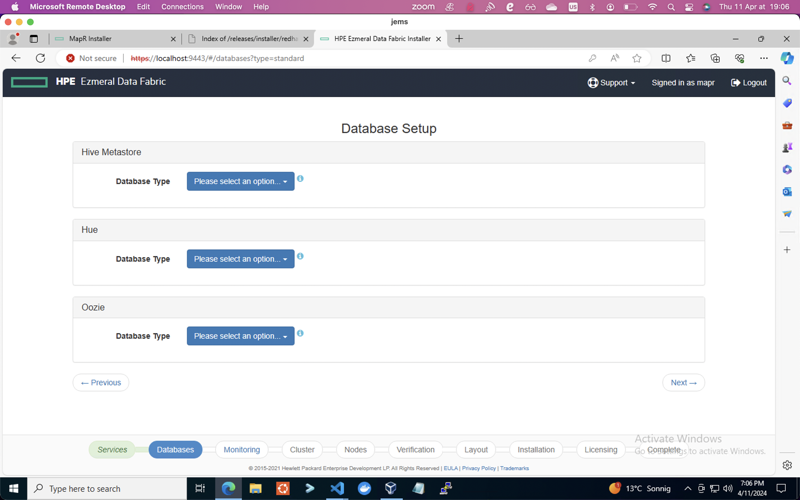 Microsoft Remote Desktop Edit Connections Window Help zoom US Thu 11 Apr at 19:06
jems
MapR Installer Index of /releases/installer/redha HPE Ezmeral Data Fabric Installer
Not secure https://localhost:9443/#/databases?type=standard
HPE Ezmeral Data Fabric Support Signed in as mapr Logout
Database Setup
Hive Metastore
Database Type Please select an option...
Hue
Database Type Please select an option...
Oozie
Database Type Please select an option...
← Previous Next →
Activate Windows
Go to Settings to activate Windows.
Services Databases Monitoring Cluster Nodes Verification Layout Installation Licensing Complete
© 2015-2021 Hewlett Packard Enterprise Development LP. All Rights Reserved | EULA | Privacy Policy | Trademarks
Type here to search 13°C Sonnig 7:06 PM
4/11/2024